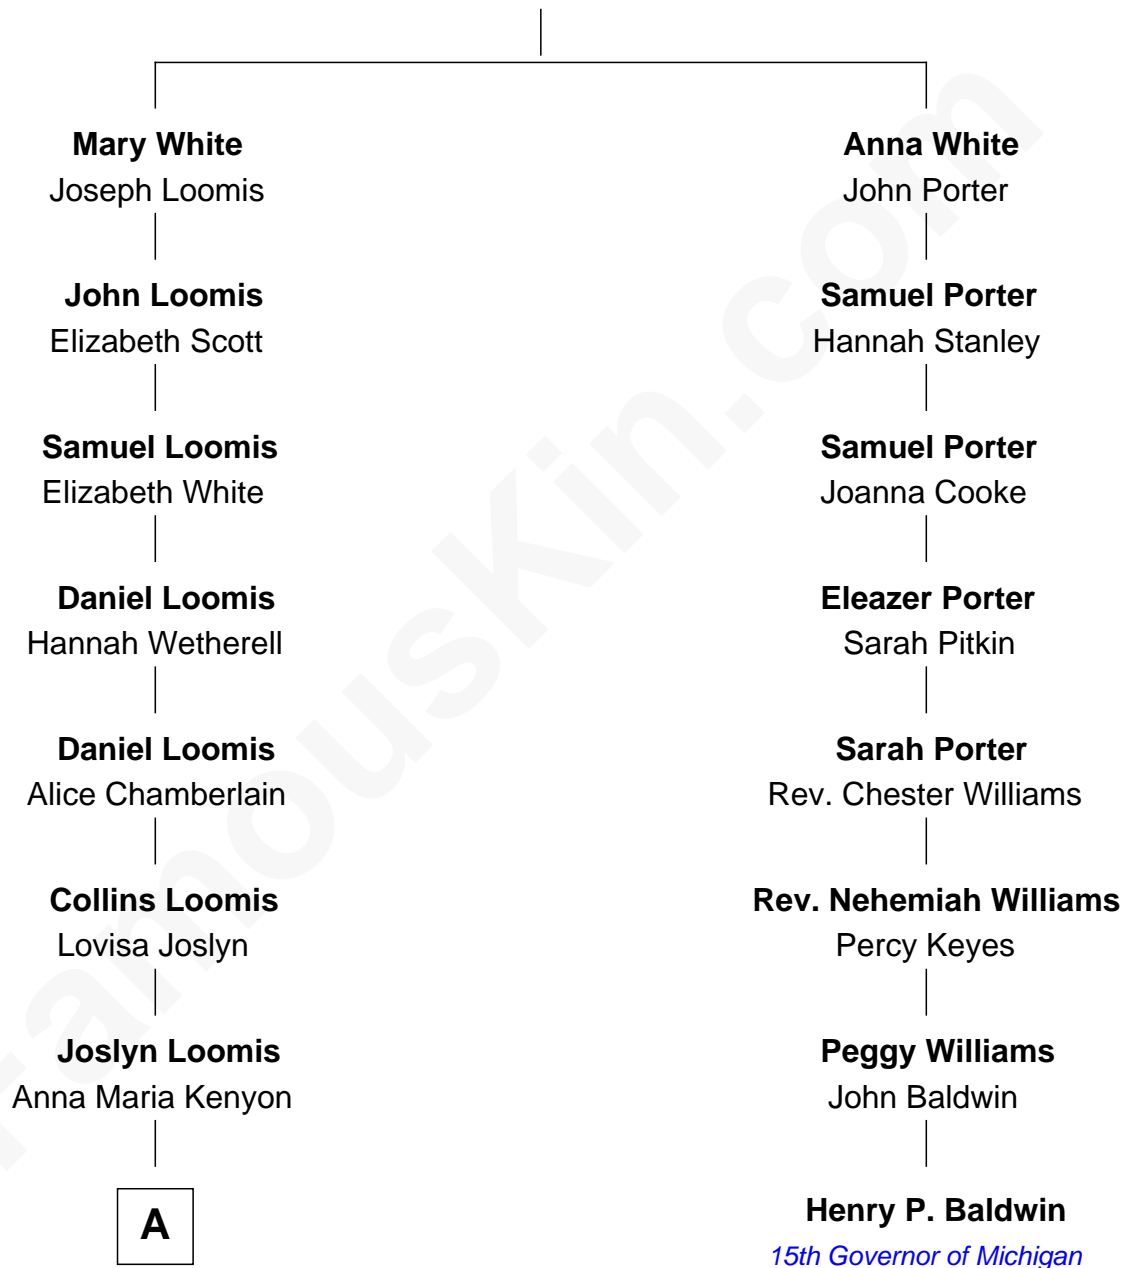 Mary White
Joseph Loomis
John Loomis
Elizabeth Scott
Samuel Loomis
Elizabeth White
Daniel Loomis
Hannah Wetherell
Daniel Loomis
Alice Chamberlain
Collins Loomis
Lovisa Joslyn
Joslyn Loomis
Anna Maria Kenyon
A
Anna White
John Porter
Samuel Porter
Hannah Stanley
Samuel Porter
Joanna Cooke
Eleazer Porter
Sarah Pitkin
Sarah Porter
Rev. Chester Williams
Rev. Nehemiah Williams
Percy Keyes
Peggy Williams
John Baldwin
Henry P. Baldwin
15th Governor of Michigan
FamousKin.com